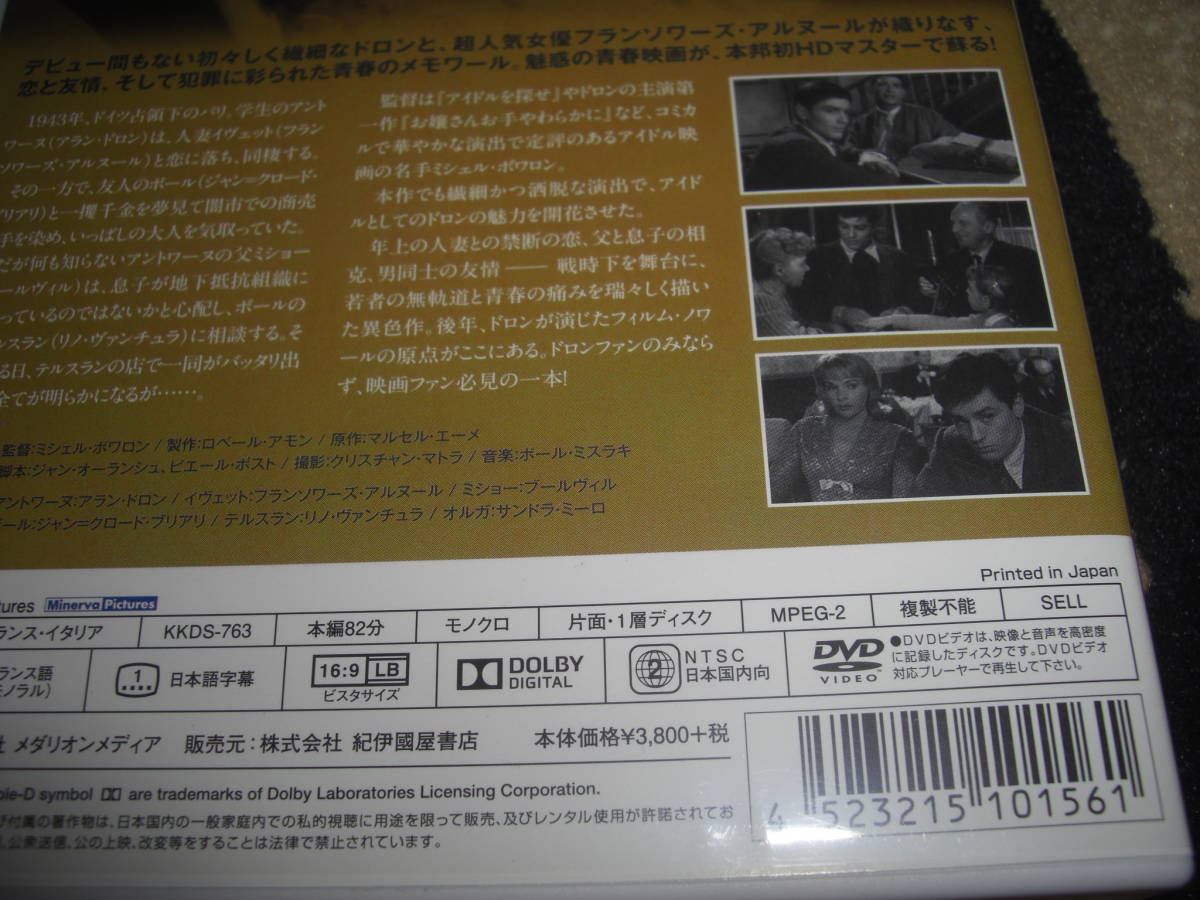 デビュー間もない初々しく繊細なドロンと、超人気女優フランソワーズ・アルヌールが織りなす、
恋と友情、そして犯罪に彩られた青春のメモワール。魅惑の青春映画が、本邦初HDマスターで蘇る!
1943年、ドイツ占領下のパリ。学生のアント
ワーヌ(アラン・ドロン)は、人妻イヴェット(フラン
ソワーズ・アルヌール)と恋に落ち、同棲する。
その一方で、友人のポール(ジャン=クロード・
ブリアリ)と一攫千金を夢見て闇市での商売
手を染め、いっぱしの大人を気取っていた。
だが何も知らないアントワーヌの父ミショー
ールヴィル)は、息子が地下抵抗組織に
っているのではないかと心配し、ポールの
ルスラン(リノ・ヴァンチュラ)に相談する。そ
る日、テルスランの店で一同がバッタリ出
全てが明らかになるが……。
監督は『アイドルを探せ』やドロンの主演第
一作『お嬢さんお手やわらかに』など、コミカ
ルで華やかな演出で定評のあるアイドル映
画の名手ミシェル・ボワロン。
本作でも繊細かつ洒脱な演出で、アイド
ルとしてのドロンの魅力を開花させた。
年上の人妻との禁断の恋、父と息子の相
克、男同士の友情―― 戦時下を舞台に、
若者の無軌道と青春の痛みを瑞々しく描い
た異色作。後年、ドロンが演じたフィルム・ノワ
ールの原点がここにある。ドロンファンのみなら
ず、映画ファン必見の一本!
監督:ミシェル・ボワロン / 製作:ロベール・アモン / 原作:マルセル・エーメ
脚本:ジャン・オーランシュ、ピエール・ボスト / 撮影:クリスチャン・マトラ / 音楽:ポール・ミスラキ
アントワーヌ:アラン・ドロン / イヴェット:フランソワーズ・アルヌール / ミショー:ブールヴィル
ール:ジャン=クロード・ブリアリ / テルスラン:リノ・ヴァンチュラ / オルガ:サンドラ・ミーロ
Printed in Japan
tures Minerva Pictures
ランス・イタリア KKDS-763 本編82分 モノクロ 片面・1層ディスク MPEG-2 複製不能 SELL
ランス語
モノラル) 1 日本語字幕 16:9 LB ビスタサイズ DOLBY DIGITAL 2 NTSC 日本国内向 DVD VIDEO
●DVDビデオは、映像と音声を高密度
に記録したディスクです。DVDビデオ
対応プレーヤーで再生して下さい。
社 メダリオンメディア 販売元:株式会社 紀伊國屋書店 本体価格¥3,800+税
ble-D symbol are trademarks of Dolby Laboratories Licensing Corporation.
び付属の著作物は、日本国内の一般家庭内での私的視聴に用途を限って販売、及びレンタル使用が許諾されてお
公衆送信、公の上映、改変等をすることは法律で禁止されています。
4 523215 101561